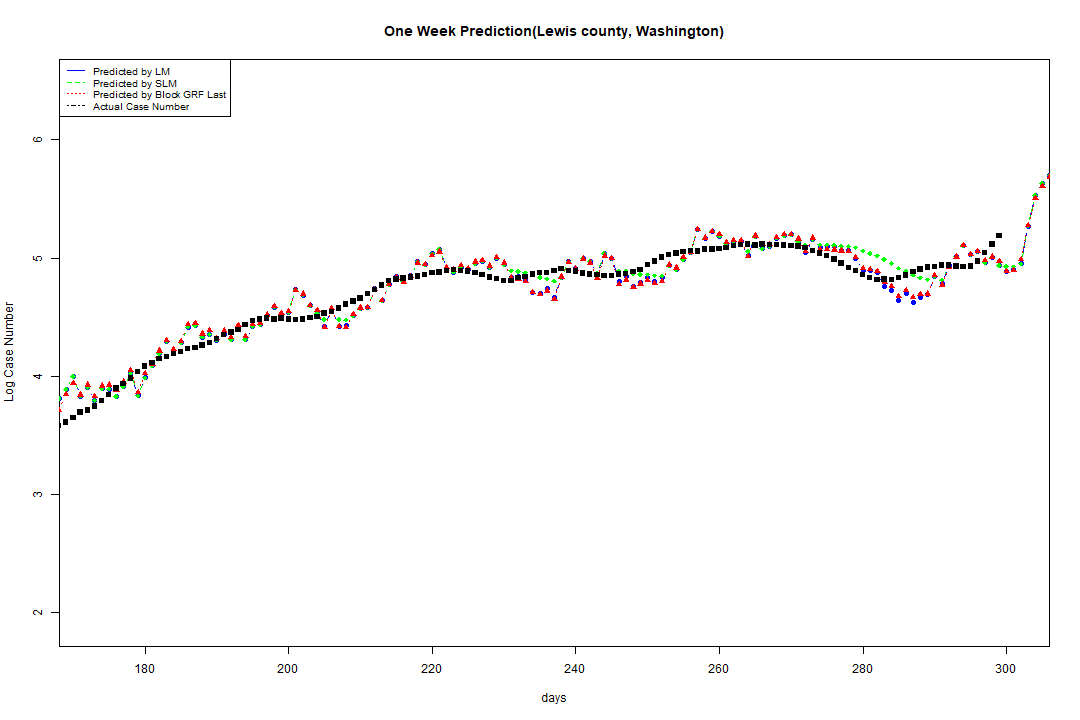 One Week Prediction(Lewis county, Washington)
Predicted by LM
Predicted by SLM
Predicted by Block GRF Last
Actual Case Number
6
5
4
3
2
Log Case Number
180 200 220 240 260 280 300
days